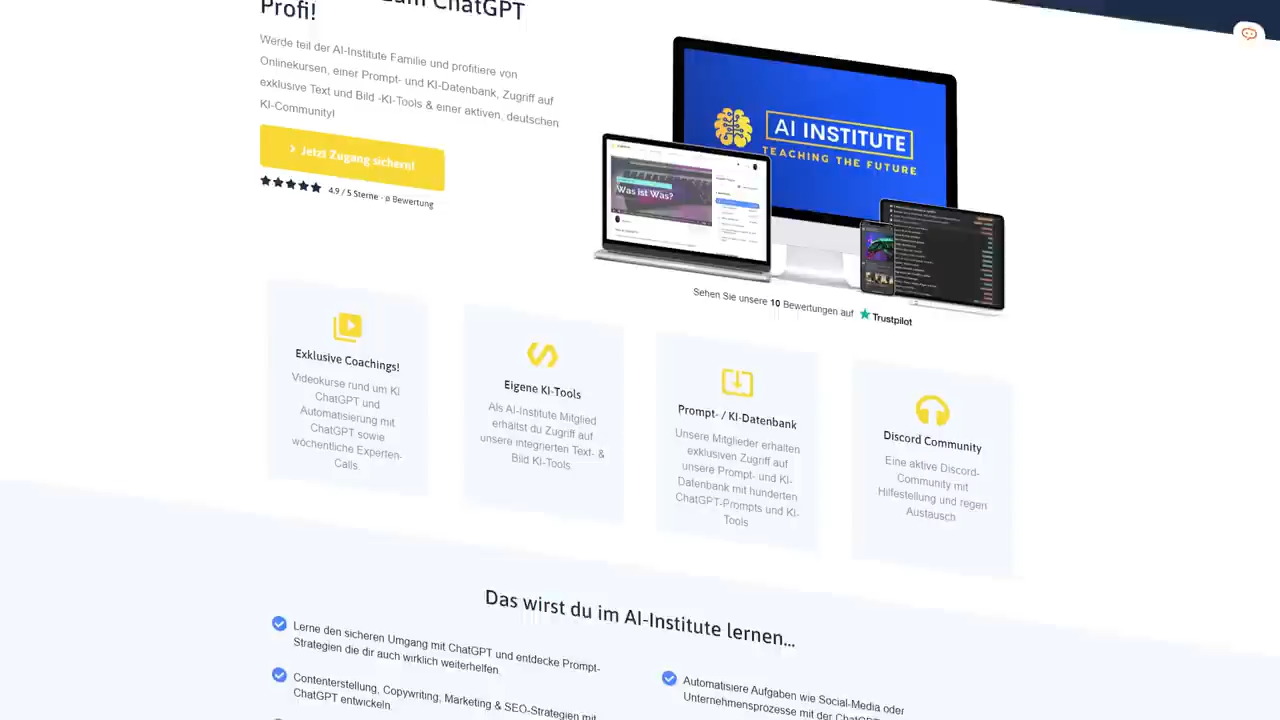 zum ChatGPT
Profi!
Werde teil der AI-Institute Familie und profitiere von
Onlinekursen, einer Prompt- und KI-Datenbank, Zugriff auf
exklusive Text und Bild -KI-Tools & einer aktiven, deutschen
KI-Community!
Jetzt Zugang sichern!
4.9 / 5 Sterne - ø Bewertung
AI INSTITUTE
TEACHING THE FUTURE
Was ist Was?
Sehen Sie unsere 10 Bewertungen auf Trustpilot
Exklusive Coachings!
Videokurse rund um KI
ChatGPT und
Automatisierung mit
ChatGPT sowie
wöchentliche Experten-
Calls.
Eigene KI-Tools
Als AI-Institute Mitglied
erhältst du Zugriff auf
unsere integrierten Text- &
Bild KI-Tools
Prompt- / KI-Datenbank
Unsere Mitglieder erhalten
exklusiven Zugriff auf
unsere Prompt- und KI-
Datenbank mit hunderten
ChatGPT-Prompts und KI-
Tools
Discord Community
Eine aktive Discord-
Community mit
Hilfestellung und regen
Austausch
Das wirst du im AI-Institute lernen...
Lerne den sicheren Umgang mit ChatGPT und entdecke Prompt-
Strategien die dir auch wirklich weiterhelfen.
Contenterstellung, Copywriting, Marketing & SEO-Strategien mit
ChatGPT entwickeln.
Automatisiere Aufgaben wie Social-Media oder
Unternehmensprozesse mit der